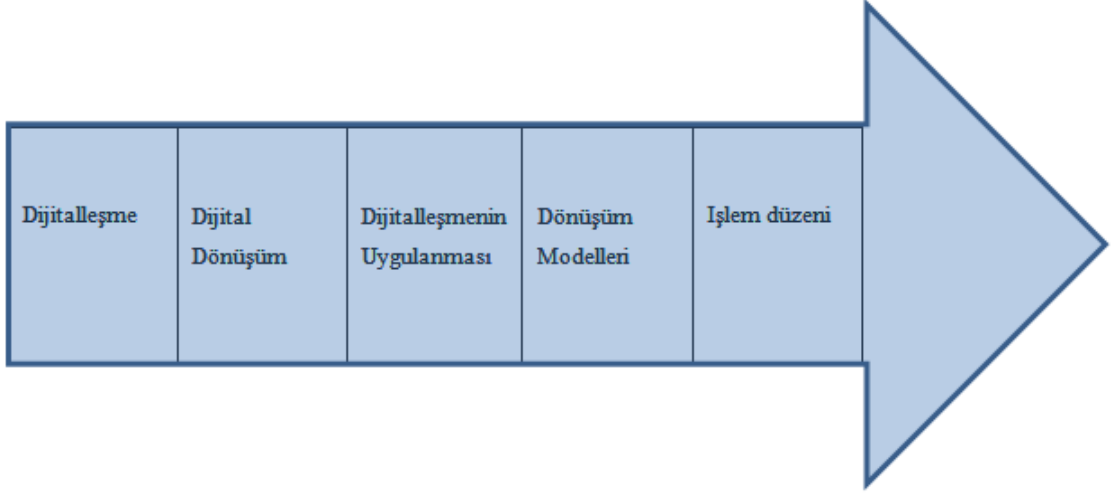 Dijitalleşme
Dijital
Dönüşüm
Dijitalleşmenin
Uygulanması
Dönüşüm
Modelleri
Işlem düzeni